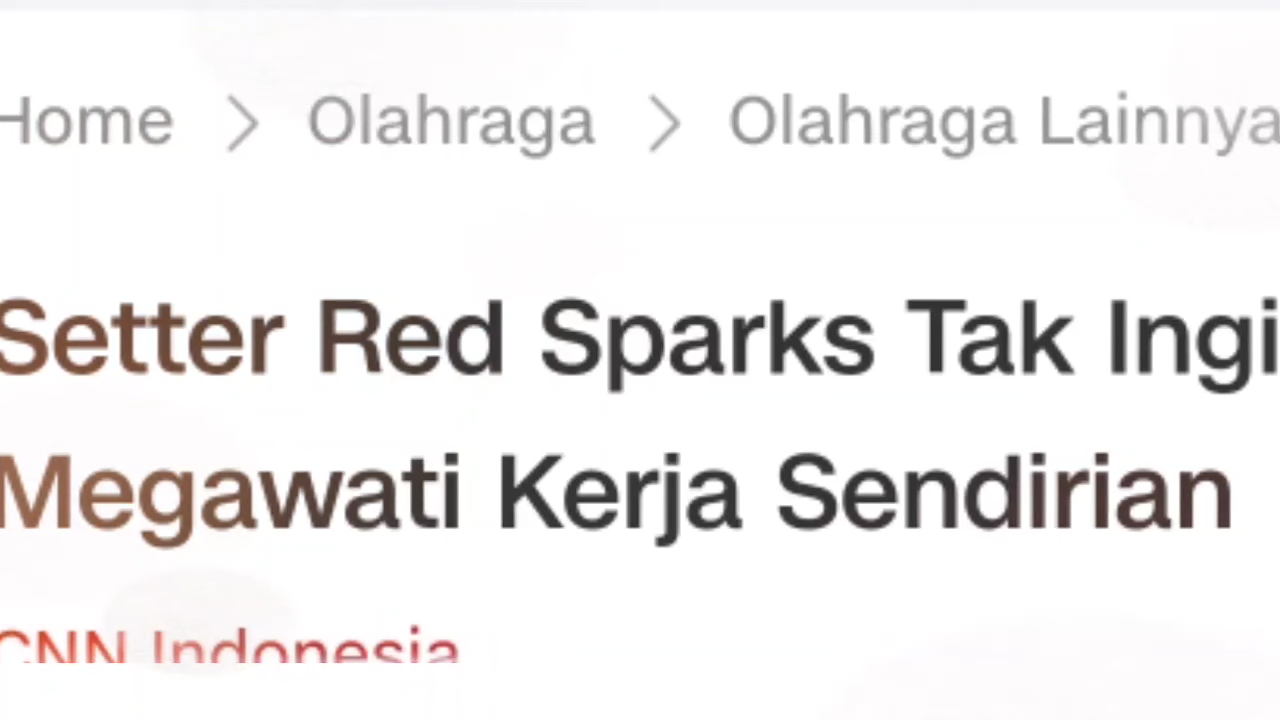 Home > Olahraga > Olahraga Lainnya
Setter Red Sparks Tak Ingi
Megawati Kerja Sendirian
CNN Indonesia